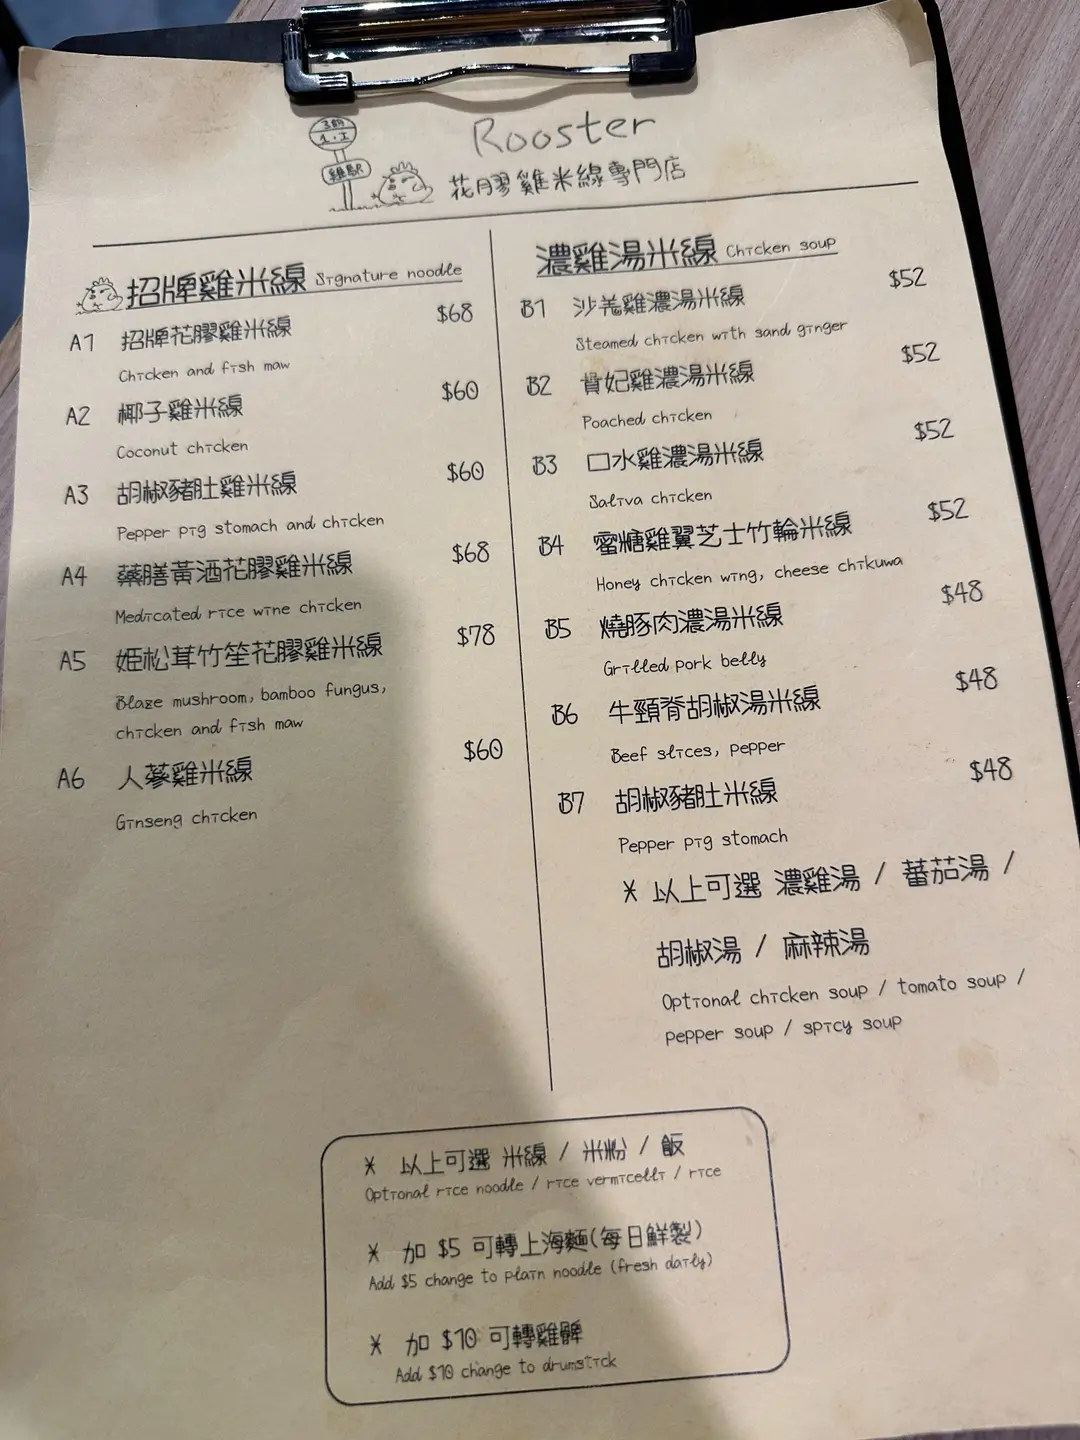 3餸
1.I
雞駅
Rooster
花膠雞米線專門店
招牌雞米線 Signature noodle
A1 招牌花膠雞米線 $68
Chicken and fish maw
A2 椰子雞米線 $60
Coconut chicken
A3 胡椒豬肚雞米線 $60
Pepper pig stomach and chicken
A4 藥膳黃酒花膠雞米線 $68
Medicated rice wine chicken
A5 姬松茸竹笙花膠雞米線 $78
Blaze mushroom, bamboo fungus,
chicken and fish maw
A6 人蔘雞米線 $60
Ginseng chicken
濃雞湯米線 Chicken soup
B1 沙羗雞濃湯米線 $52
Steamed chicken with sand ginger
B2 貴妃雞濃湯米線 $52
Poached chicken
B3 口水雞濃湯米線 $52
Saliva chicken
B4 蜜糖雞翼芝士竹輪米線 $52
Honey chicken wing, cheese chikuwa
B5 燒豚肉濃湯米線 $48
Grilled pork belly
B6 牛頸脊胡椒湯米線 $48
Beef slices, pepper
B7 胡椒豬肚米線 $48
Pepper pig stomach
* 以上可選 濃雞湯 / 蕃茄湯 /
胡椒湯 / 麻辣湯
Optional chicken soup / tomato soup /
pepper soup / spicy soup
* 以上可選 米線 / 米粉 / 飯
Optional rice noodle / rice vermicelli / rice
* 加 $5 可轉上海麵(每日鮮製)
Add $5 change to plain noodle (fresh daily)
* 加 $10 可轉雞髀
Add $10 change to drumstick